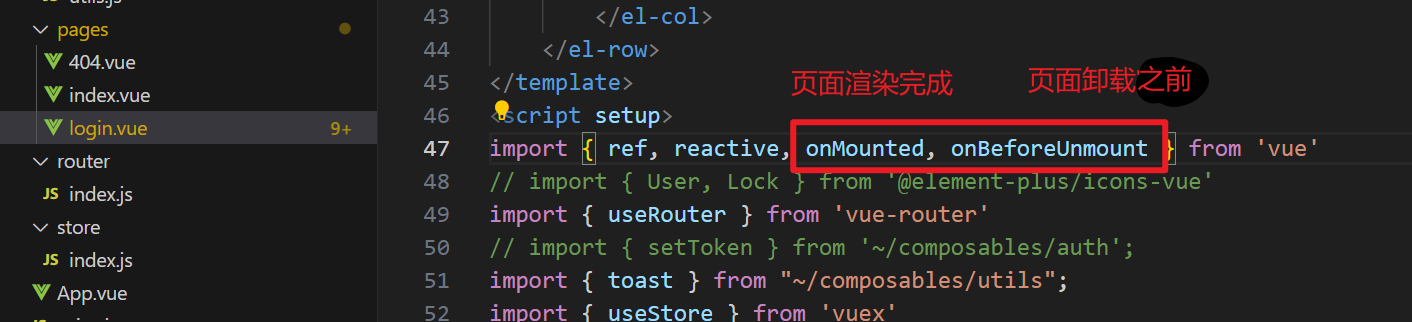 utils.js
pages
404.vue
index.vue
login.vue 9+
router
JS index.js
store
JS index.js
App.vue
43 </el-col>
44 </el-row>
45 </template>
页面渲染完成 页面卸载之前
46 <script setup>
47 import { ref, reactive, onMounted, onBeforeUnmount } from 'vue'
48 // import { User, Lock } from '@element-plus/icons-vue'
49 import { useRouter } from 'vue-router'
50 // import { setToken } from '~/composables/auth';
51 import { toast } from "~/composables/utils";
52 import { useStore } from 'vuex'